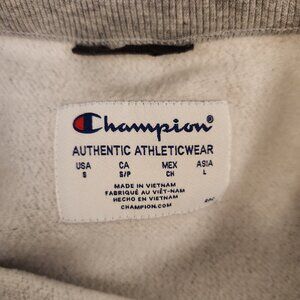 Champion®
AUTHENTIC ATHLETICWEAR
USA CA MEX ASIA
S S/P CH L
MADE IN VIETNAM
FABRIQUÉ AU VIÊT-NAM
HECHO EN VIETNAM
CHAMPION.COM